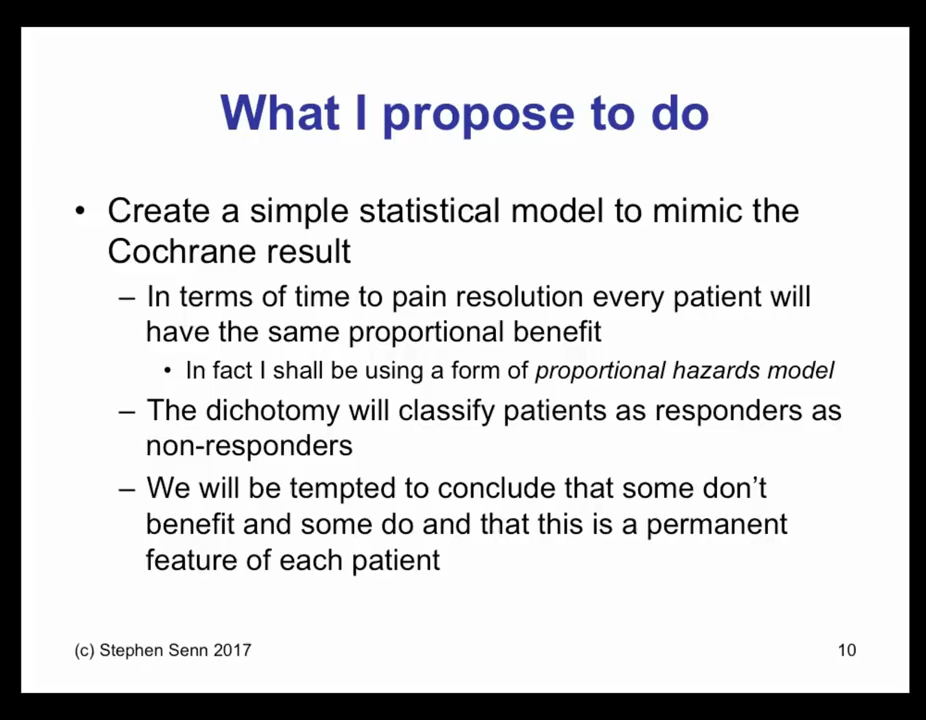 What I propose to do
• Create a simple statistical model to mimic the
Cochrane result
– In terms of time to pain resolution every patient will
have the same proportional benefit
• In fact I shall be using a form of proportional hazards model
– The dichotomy will classify patients as responders as
non-responders
– We will be tempted to conclude that some don’t
benefit and some do and that this is a permanent
feature of each patient
(c) Stephen Senn 2017
10